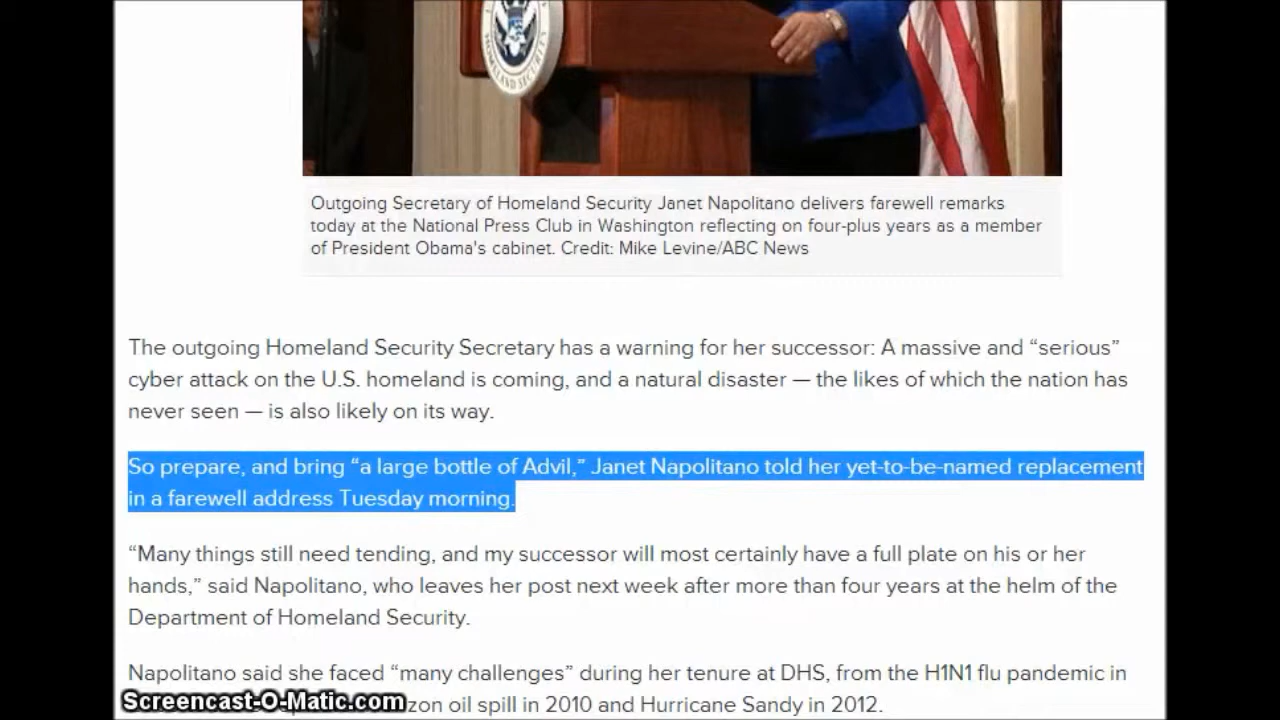 HOMELAND SECURITY
Outgoing Secretary of Homeland Security Janet Napolitano delivers farewell remarks
today at the National Press Club in Washington reflecting on four-plus years as a member
of President Obama's cabinet. Credit: Mike Levine/ABC News
The outgoing Homeland Security Secretary has a warning for her successor: A massive and “serious”
cyber attack on the U.S. homeland is coming, and a natural disaster — the likes of which the nation has
never seen — is also likely on its way.
So prepare, and bring “a large bottle of Advil,” Janet Napolitano told her yet-to-be-named replacement
in a farewell address Tuesday morning.
“Many things still need tending, and my successor will most certainly have a full plate on his or her
hands,” said Napolitano, who leaves her post next week after more than four years at the helm of the
Department of Homeland Security.
Napolitano said she faced “many challenges” during her tenure at DHS, from the H1N1 flu pandemic in
Screencast-O-Matic.com
oil spill in 2010 and Hurricane Sandy in 2012.